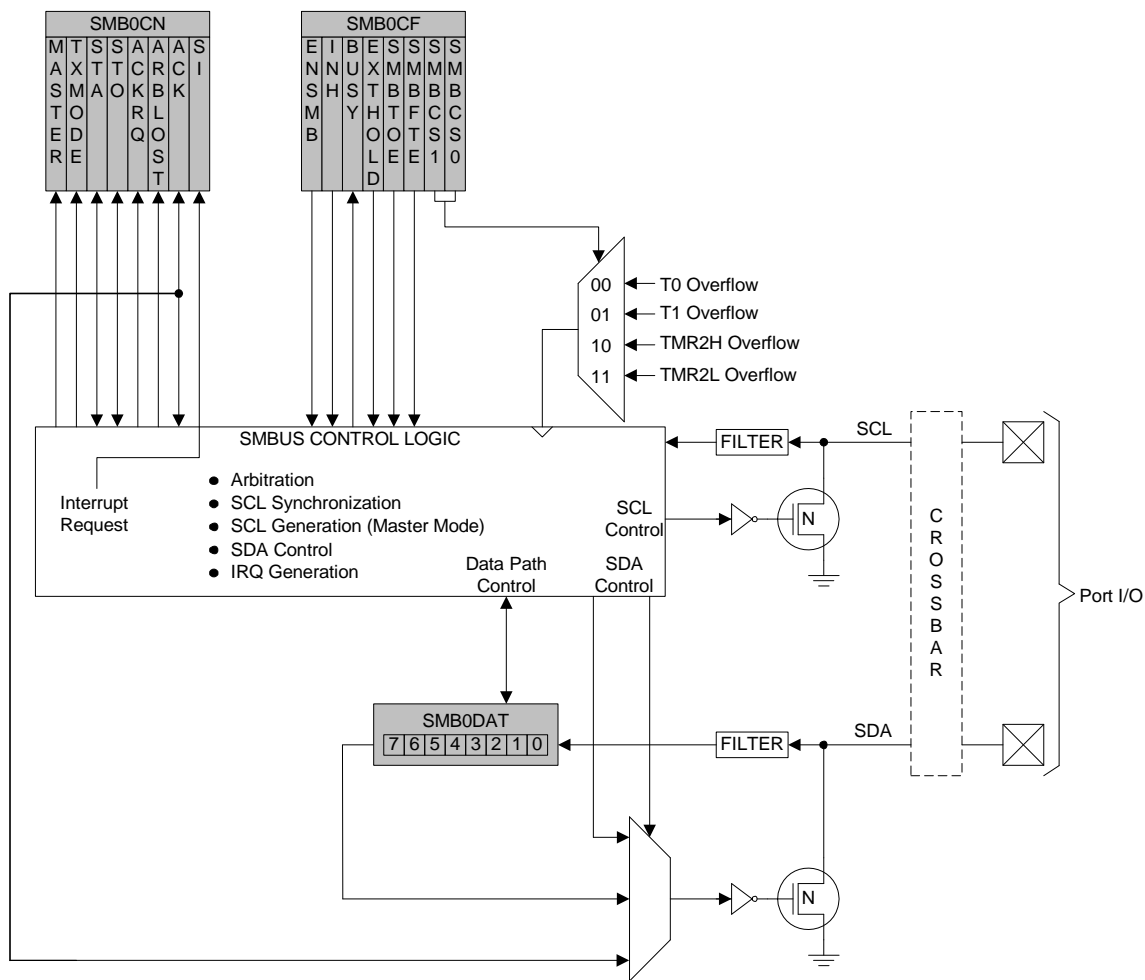 SMB0CN
MASTER
TXMODE
STA
STO
ACKRQ
ARBLOST
ACK
SI
SMB0CF
ENSMB
INH
BUSY
EXTHOLD
SMBTOE
SMBFTE
SMBCS1
SMBCS0
00
T0 Overflow
01
T1 Overflow
10
TMR2H Overflow
11
TMR2L Overflow
SMBUS CONTROL LOGIC
Interrupt
Request
● Arbitration
● SCL Synchronization
● SCL Generation (Master Mode)
● SDA Control
● IRQ Generation
SCL
Control
Data Path
Control
SDA
Control
FILTER
SCL
N
CROSSBAR
Port I/O
SMB0DAT
7 6 5 4 3 2 1 0
FILTER
SDA
N